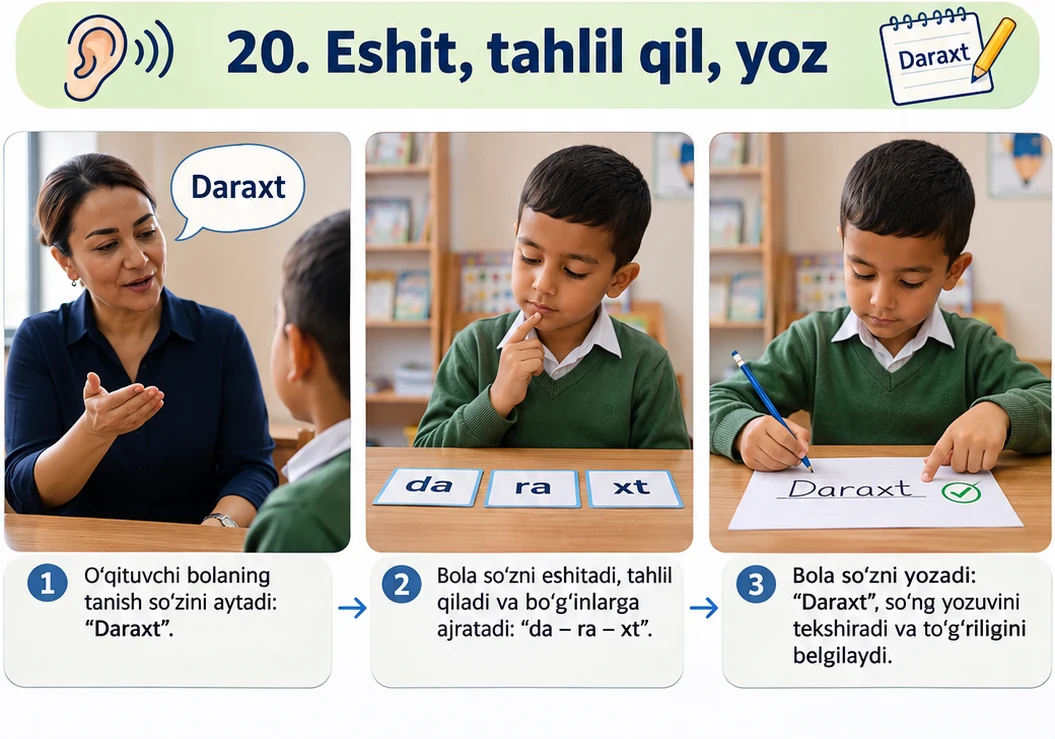 20. Eshit, tahlil qil, yoz
Daraxt
Daraxt
da
ra
xt
Daraxt
1
O‘qituvchi bolaning
tanish so‘zini aytadi:
“Daraxt”.
2
Bola so‘zni eshitadi, tahlil
qiladi va bo‘g‘inlarga
ajratadi: “da – ra – xt”.
3
Bola so‘zni yozadi:
“Daraxt”, so‘ng yozuvini
tekshiradi va to‘g‘riligini
belgilaydi.